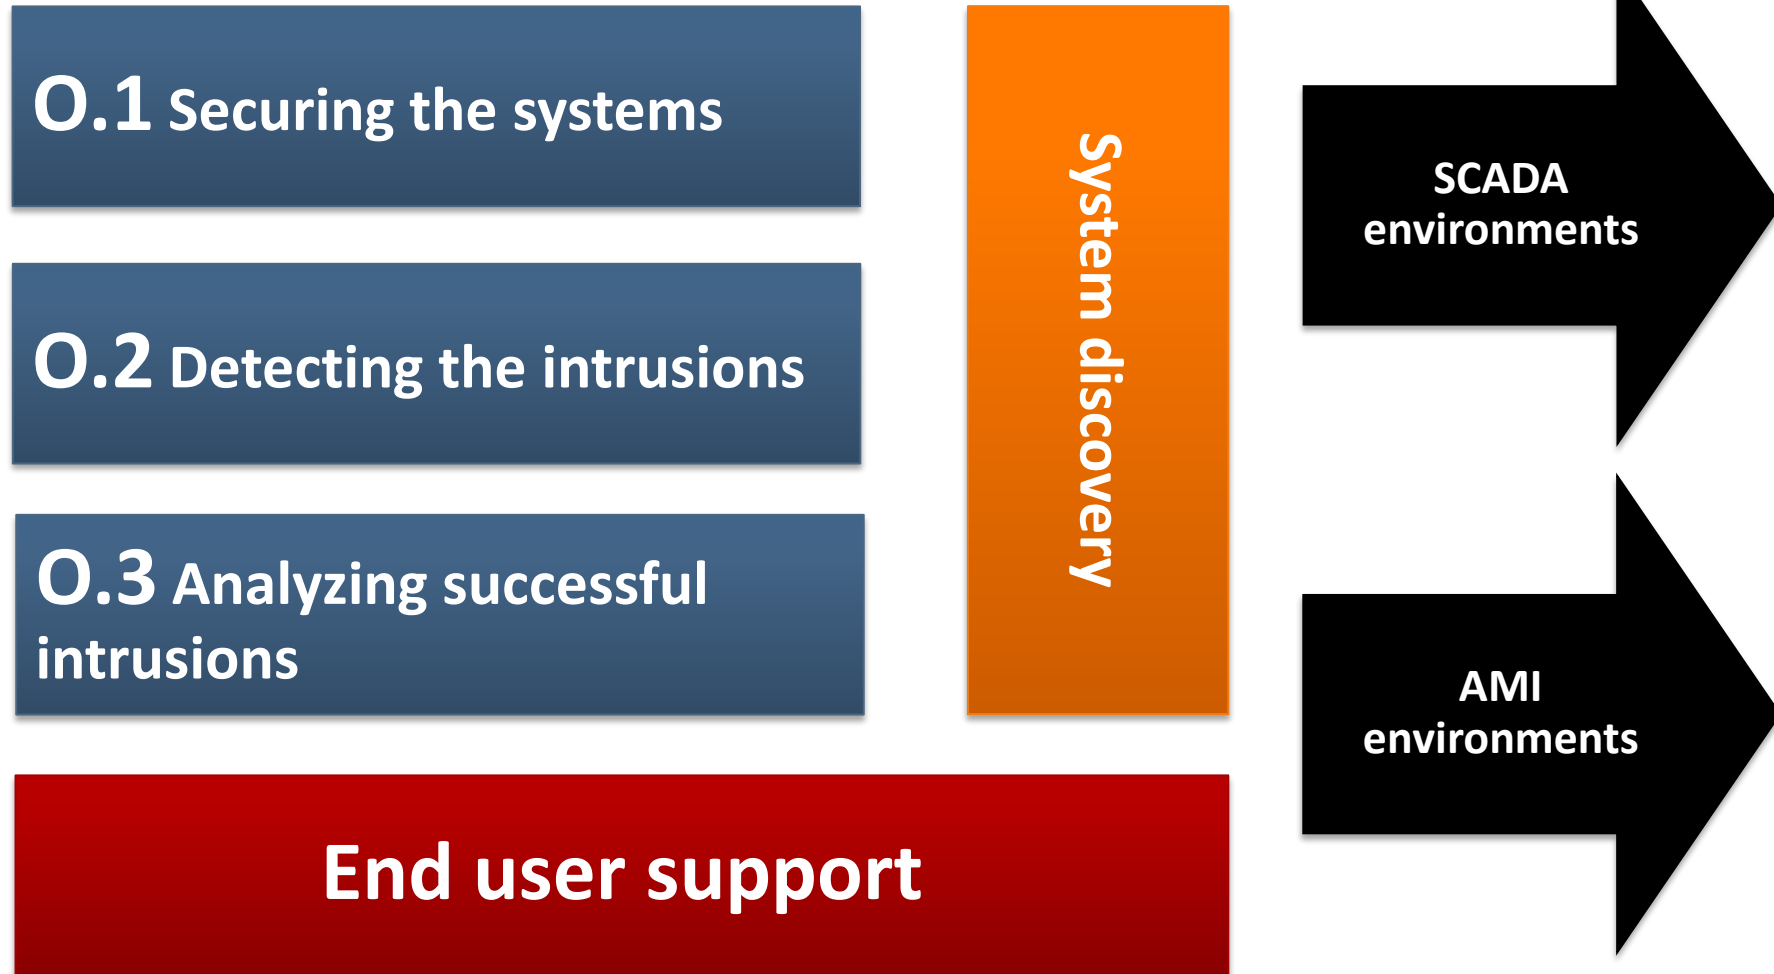 O.1 Securing the systems
O.2 Detecting the intrusions
O.3 Analyzing successful
intrusions
System discovery
End user support
SCADA
environments
AMI
environments